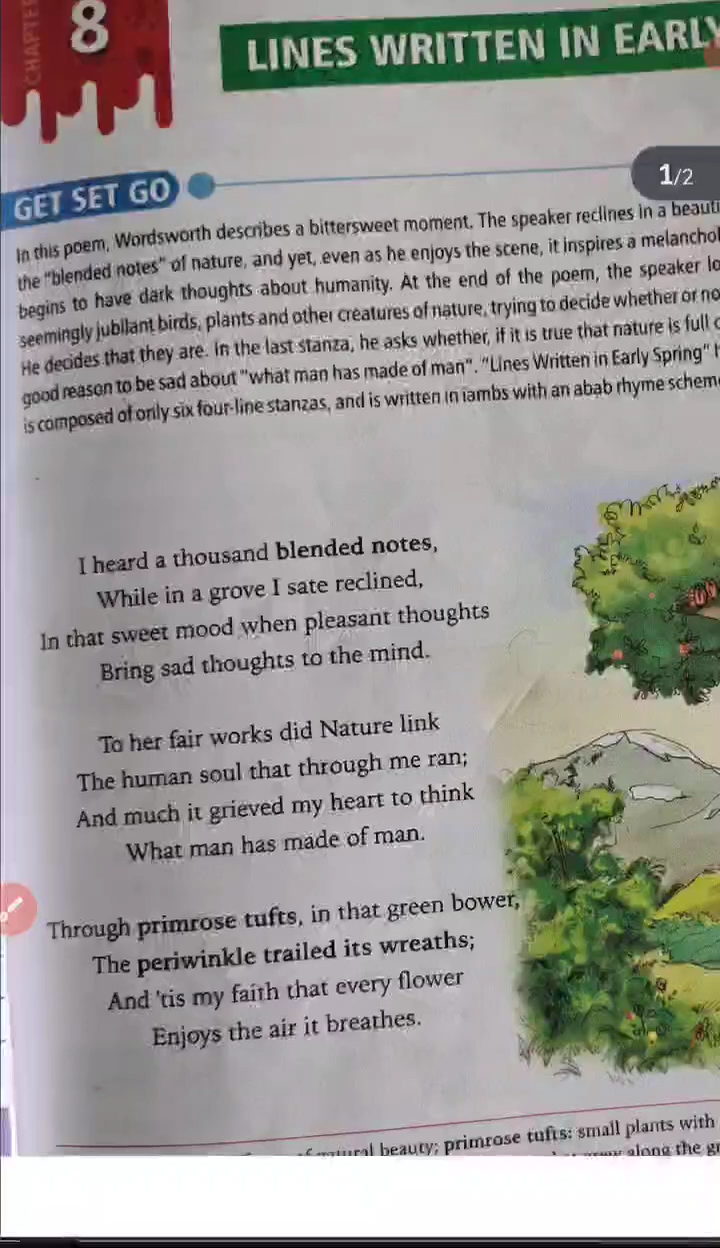 CHAPTER
8
LINES WRITTEN IN EARLY
1/2
GET SET GO
In this poem, Wordsworth describes a bittersweet moment. The speaker reclines in a beauti
the "blended notes" of nature, and yet, even as he enjoys the scene, it inspires a melanchol
begins to have dark thoughts about humanity. At the end of the poem, the speaker lo
seemingly jubilant birds, plants and other creatures of nature, trying to decide whether or no
He decides that they are. In the last stanza, he asks whether, if it is true that nature is full
good reason to be sad about "what man has made of man". "Lines Written in Early Spring"
is composed of only six four-line stanzas, and is written in iambs with an abab rhyme schem
I heard a thousand blended notes,
While in a grove I sate reclined,
In that sweet mood when pleasant thoughts
Bring sad thoughts to the mind.
To her fair works did Nature link
The human soul that through me ran;
And much it grieved my heart to think
What man has made of man.
Through primrose tufts, in that green bower,
The periwinkle trailed its wreaths;
And 'tis my faith that every flower
Enjoys the air it breathes.
natural beauty; primrose tufts: small plants with
along the